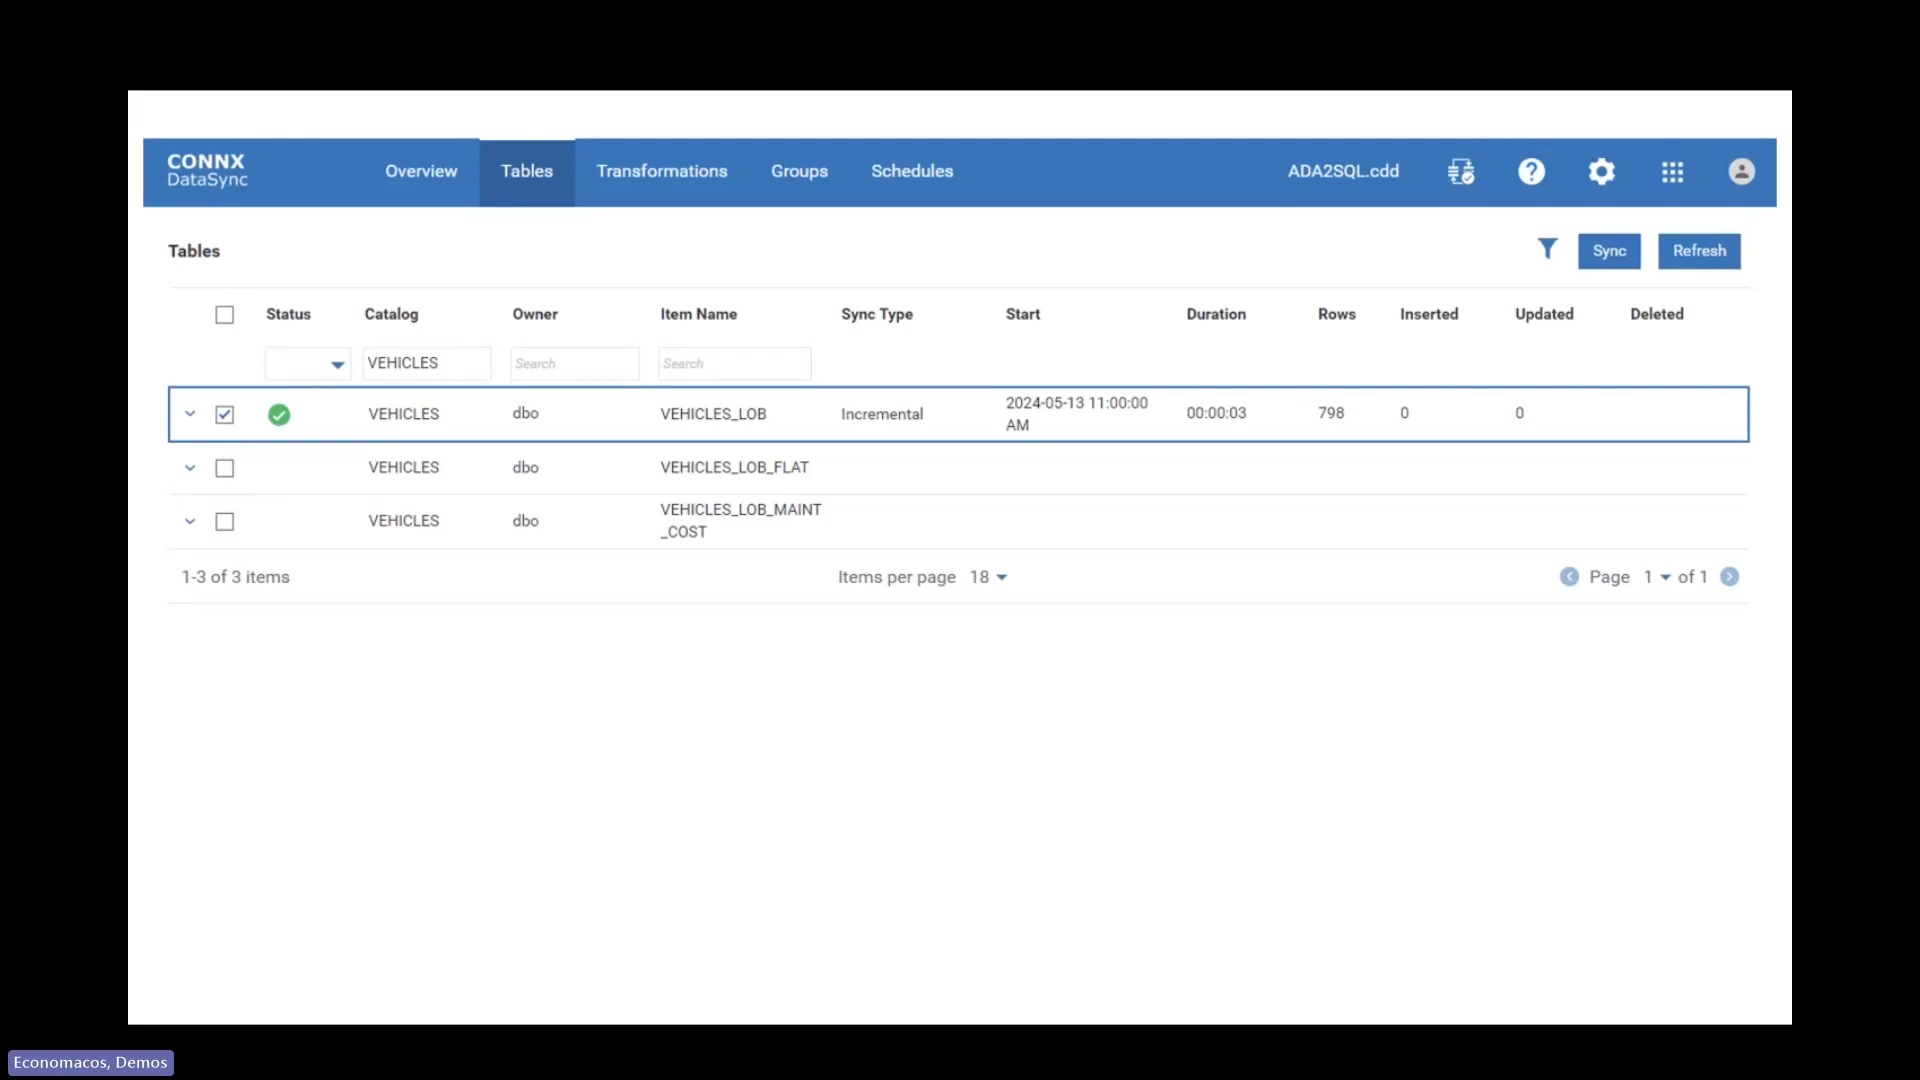 CONNX
DataSync
Overview
Tables
Transformations
Groups
Schedules
ADA2SQL.cdd
Tables
Sync
Refresh
Status
Catalog
Owner
Item Name
Sync Type
Start
Duration
Rows
Inserted
Updated
Deleted
VEHICLES
Search
Search
VEHICLES
dbo
VEHICLES_LOB
Incremental
2024-05-13 11:00:00
AM
00:00:03
798
0
0
VEHICLES
dbo
VEHICLES_LOB_FLAT
VEHICLES
dbo
VEHICLES_LOB_MAINT
_COST
1-3 of 3 items
Items per page 18
Page 1 of 1
Economacos, Demos